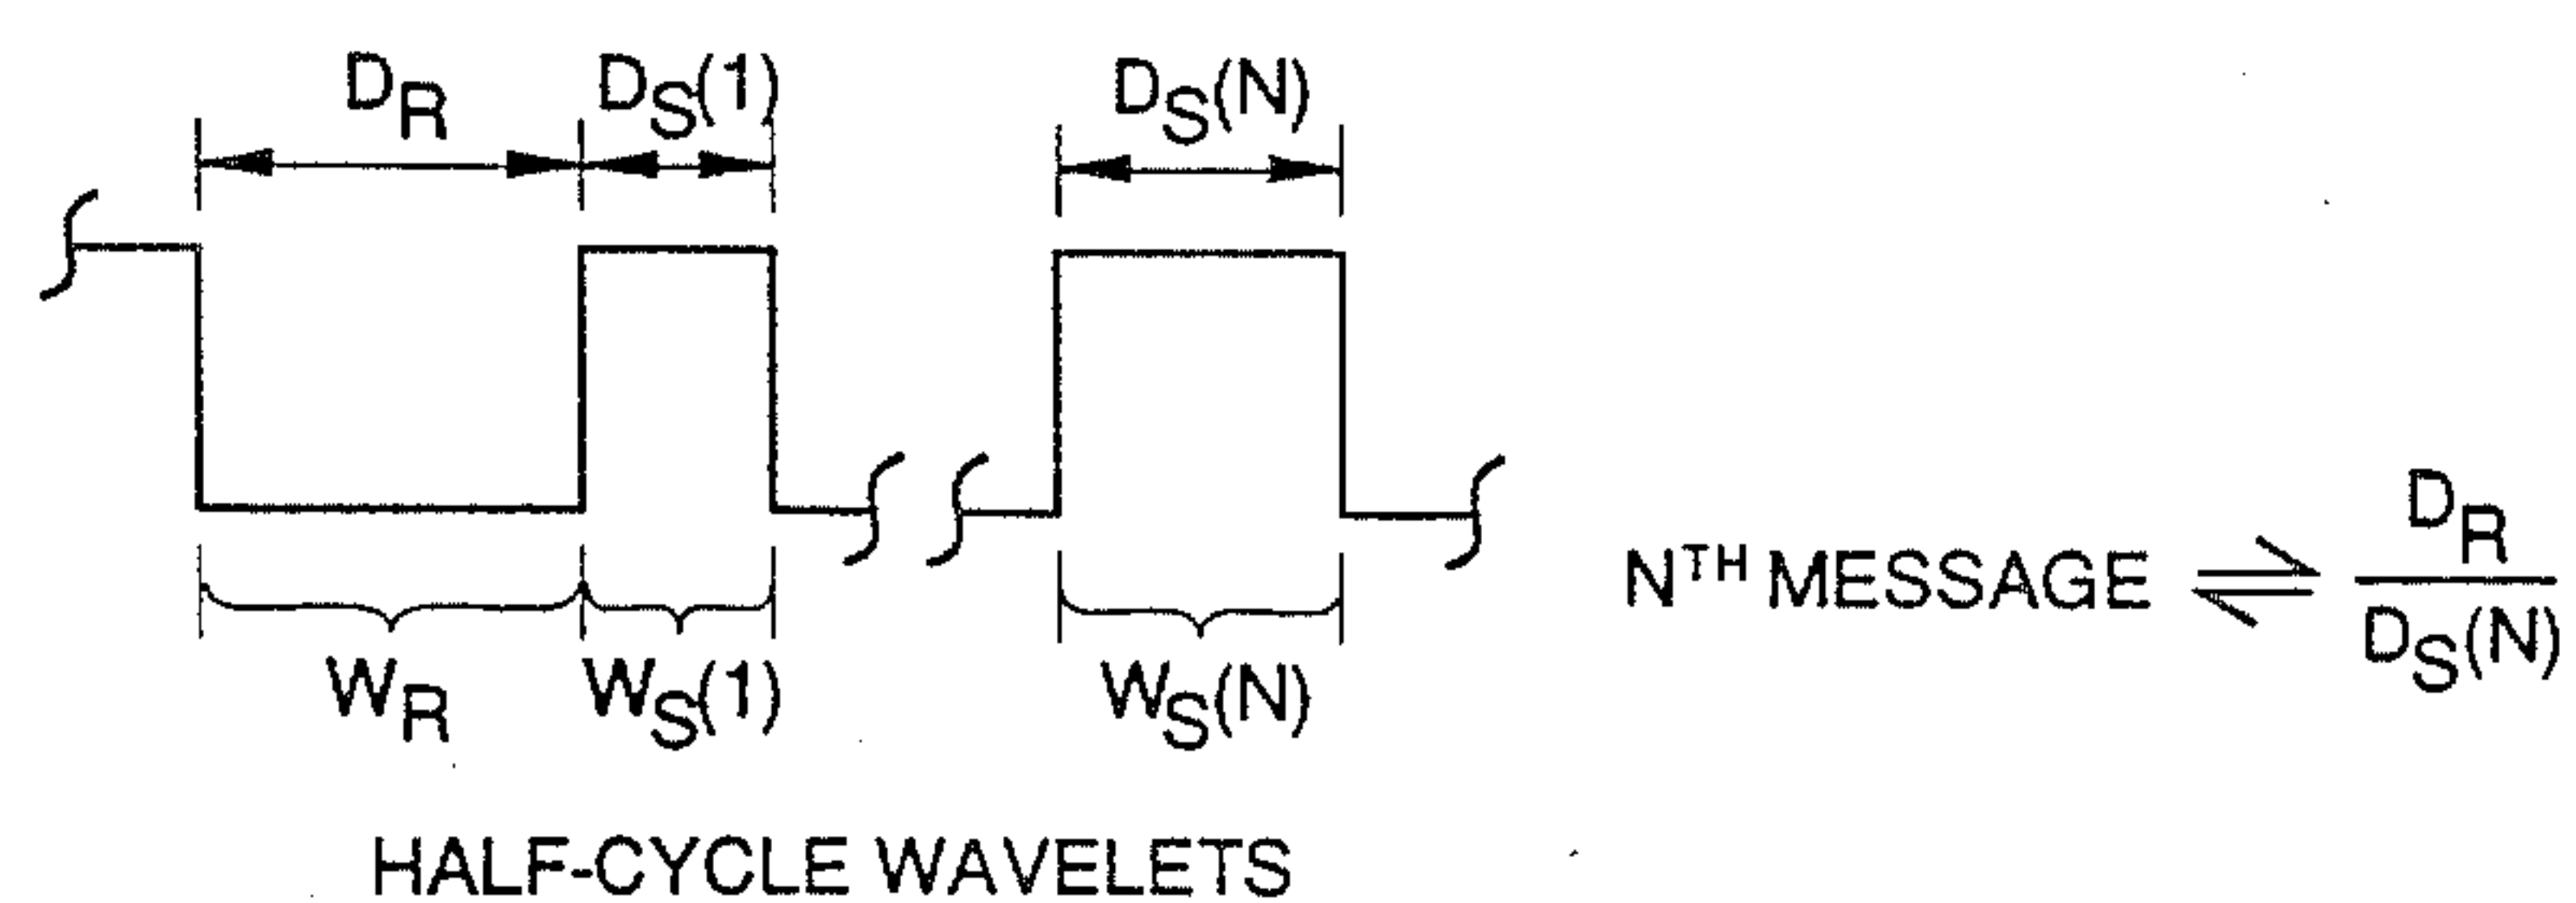 D_R D_S(1) D_S(N)
N^TH MESSAGE ⇌ D_R / D_S(N)
W_R W_S(1) W_S(N)
HALF-CYCLE WAVELETS